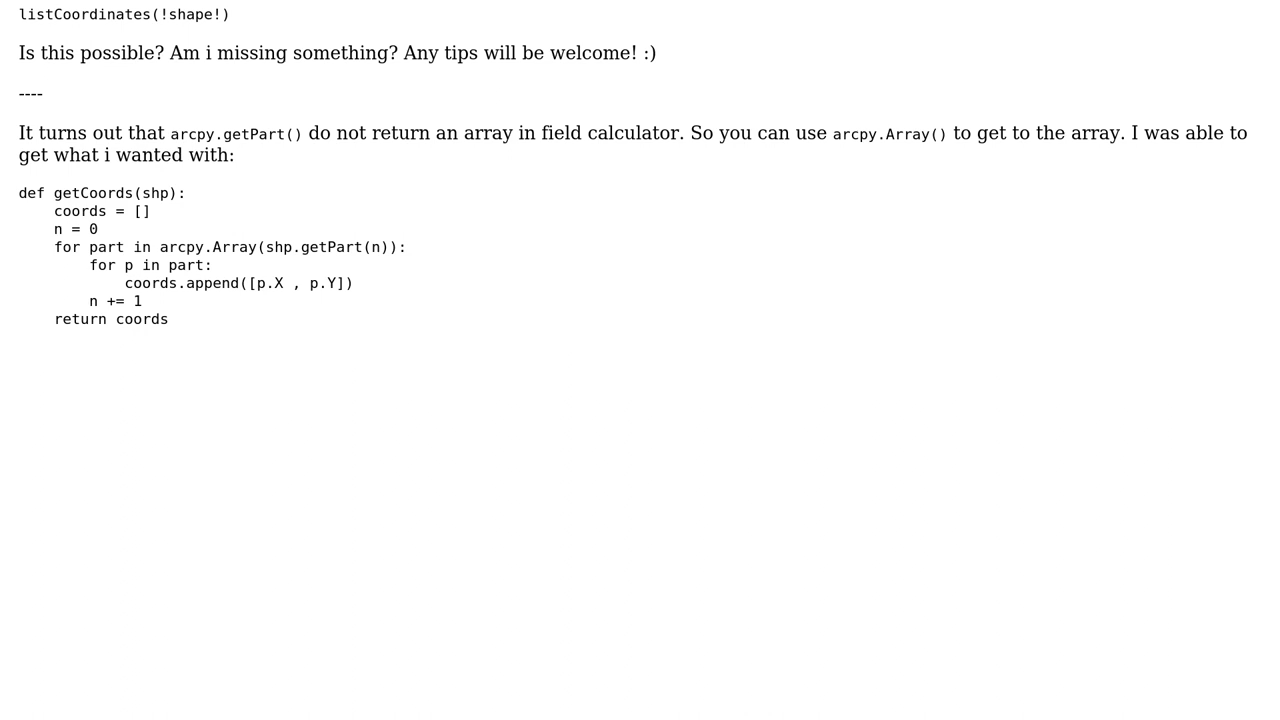 listCoordinates(!shape!)
Is this possible? Am i missing something? Any tips will be welcome! :)
----
It turns out that arcpy.getPart() do not return an array in field calculator. So you can use arcpy.Array() to get to the array. I was able to
get what i wanted with:
def getCoords(shp):
    coords = []
    n = 0
    for part in arcpy.Array(shp.getPart(n)):
        for p in part:
            coords.append([p.X , p.Y])
        n += 1
    return coords